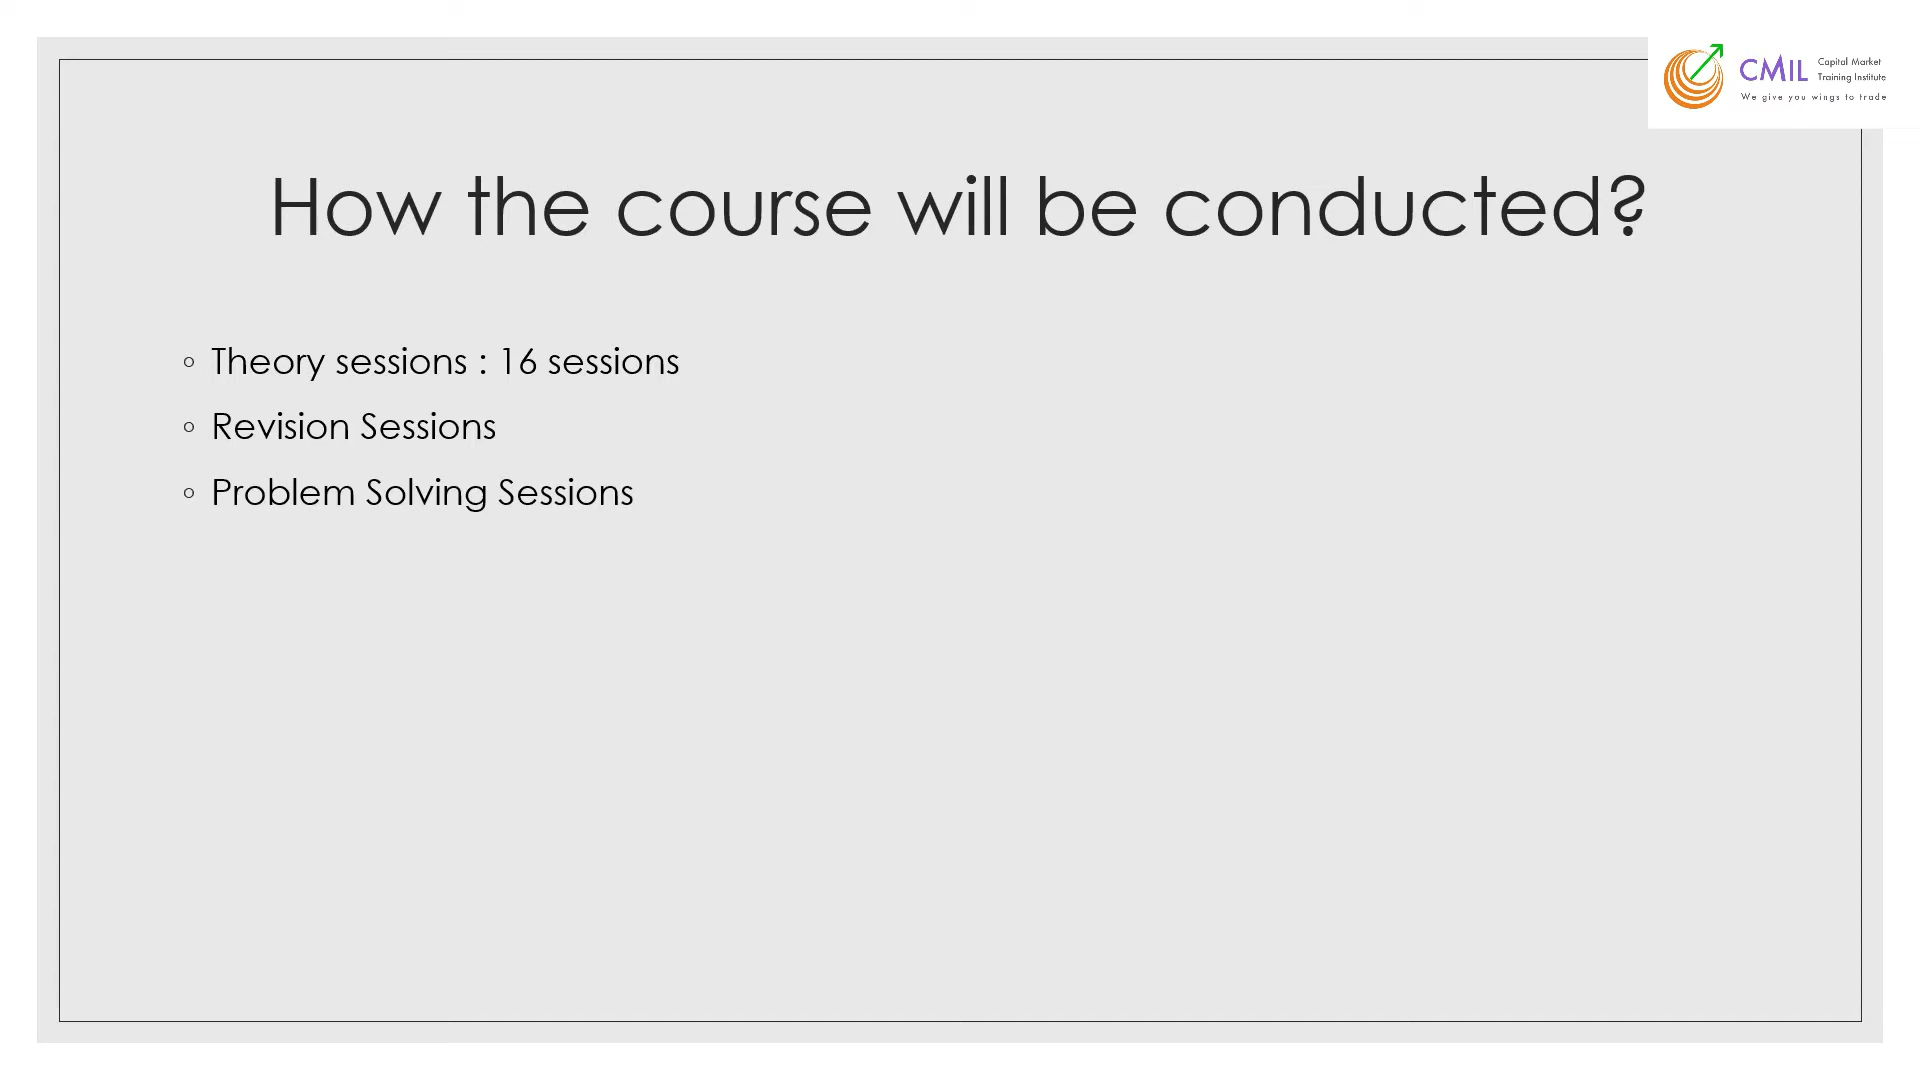 CMIL Capital Market
Training Institute
We give you wings to trade
How the course will be conducted?
◦ Theory sessions : 16 sessions
◦ Revision Sessions
◦ Problem Solving Sessions